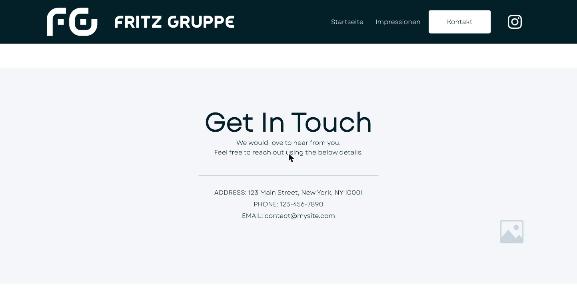 FG FRITZ GRUPPE Startseite Impressionen Kontakt
Get In Touch
We would love to hear from you.
Feel free to reach out using the below details.
ADDRESS: 123 Main Street, New York, NY 10001
PHONE: 123-456-7890
EMAIL: contact@mysite.com